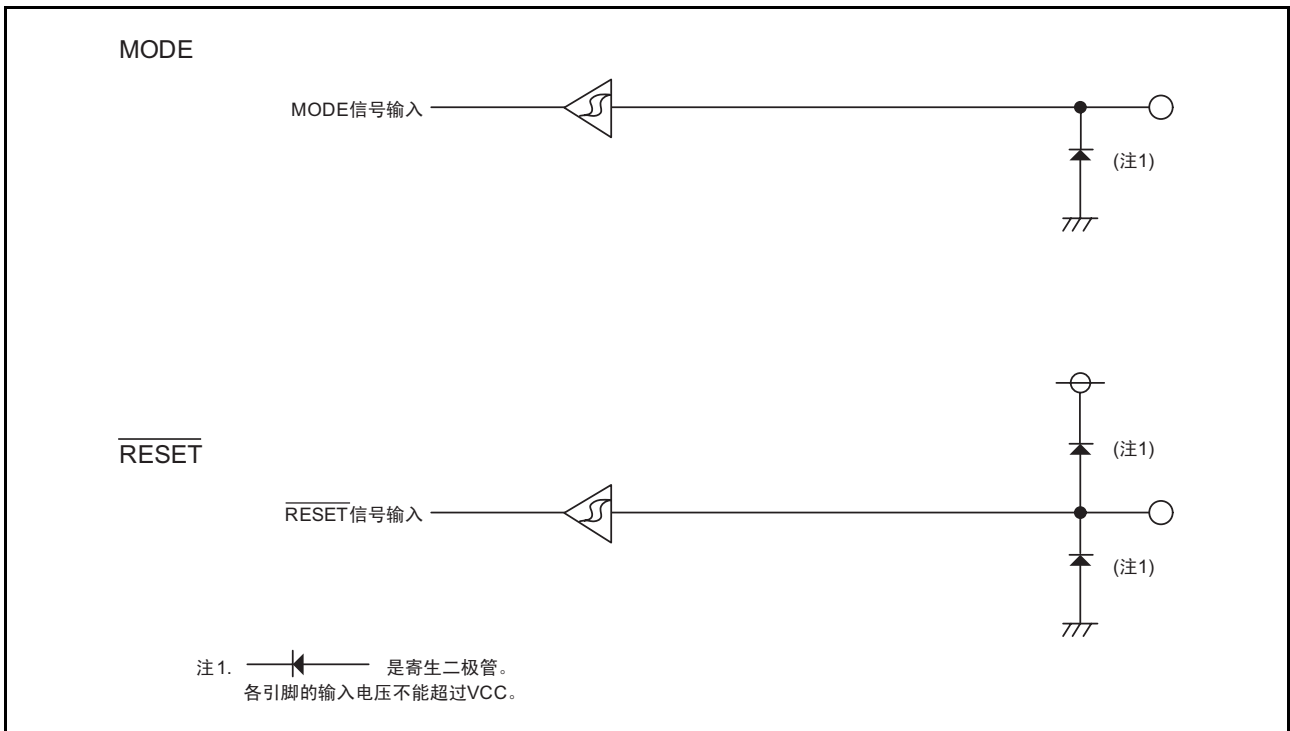 MODE
MODE信号输入
(注1)
(注1)
RESET
RESET信号输入
(注1)
注1. 是寄生二极管。
各引脚的输入电压不能超过VCC。